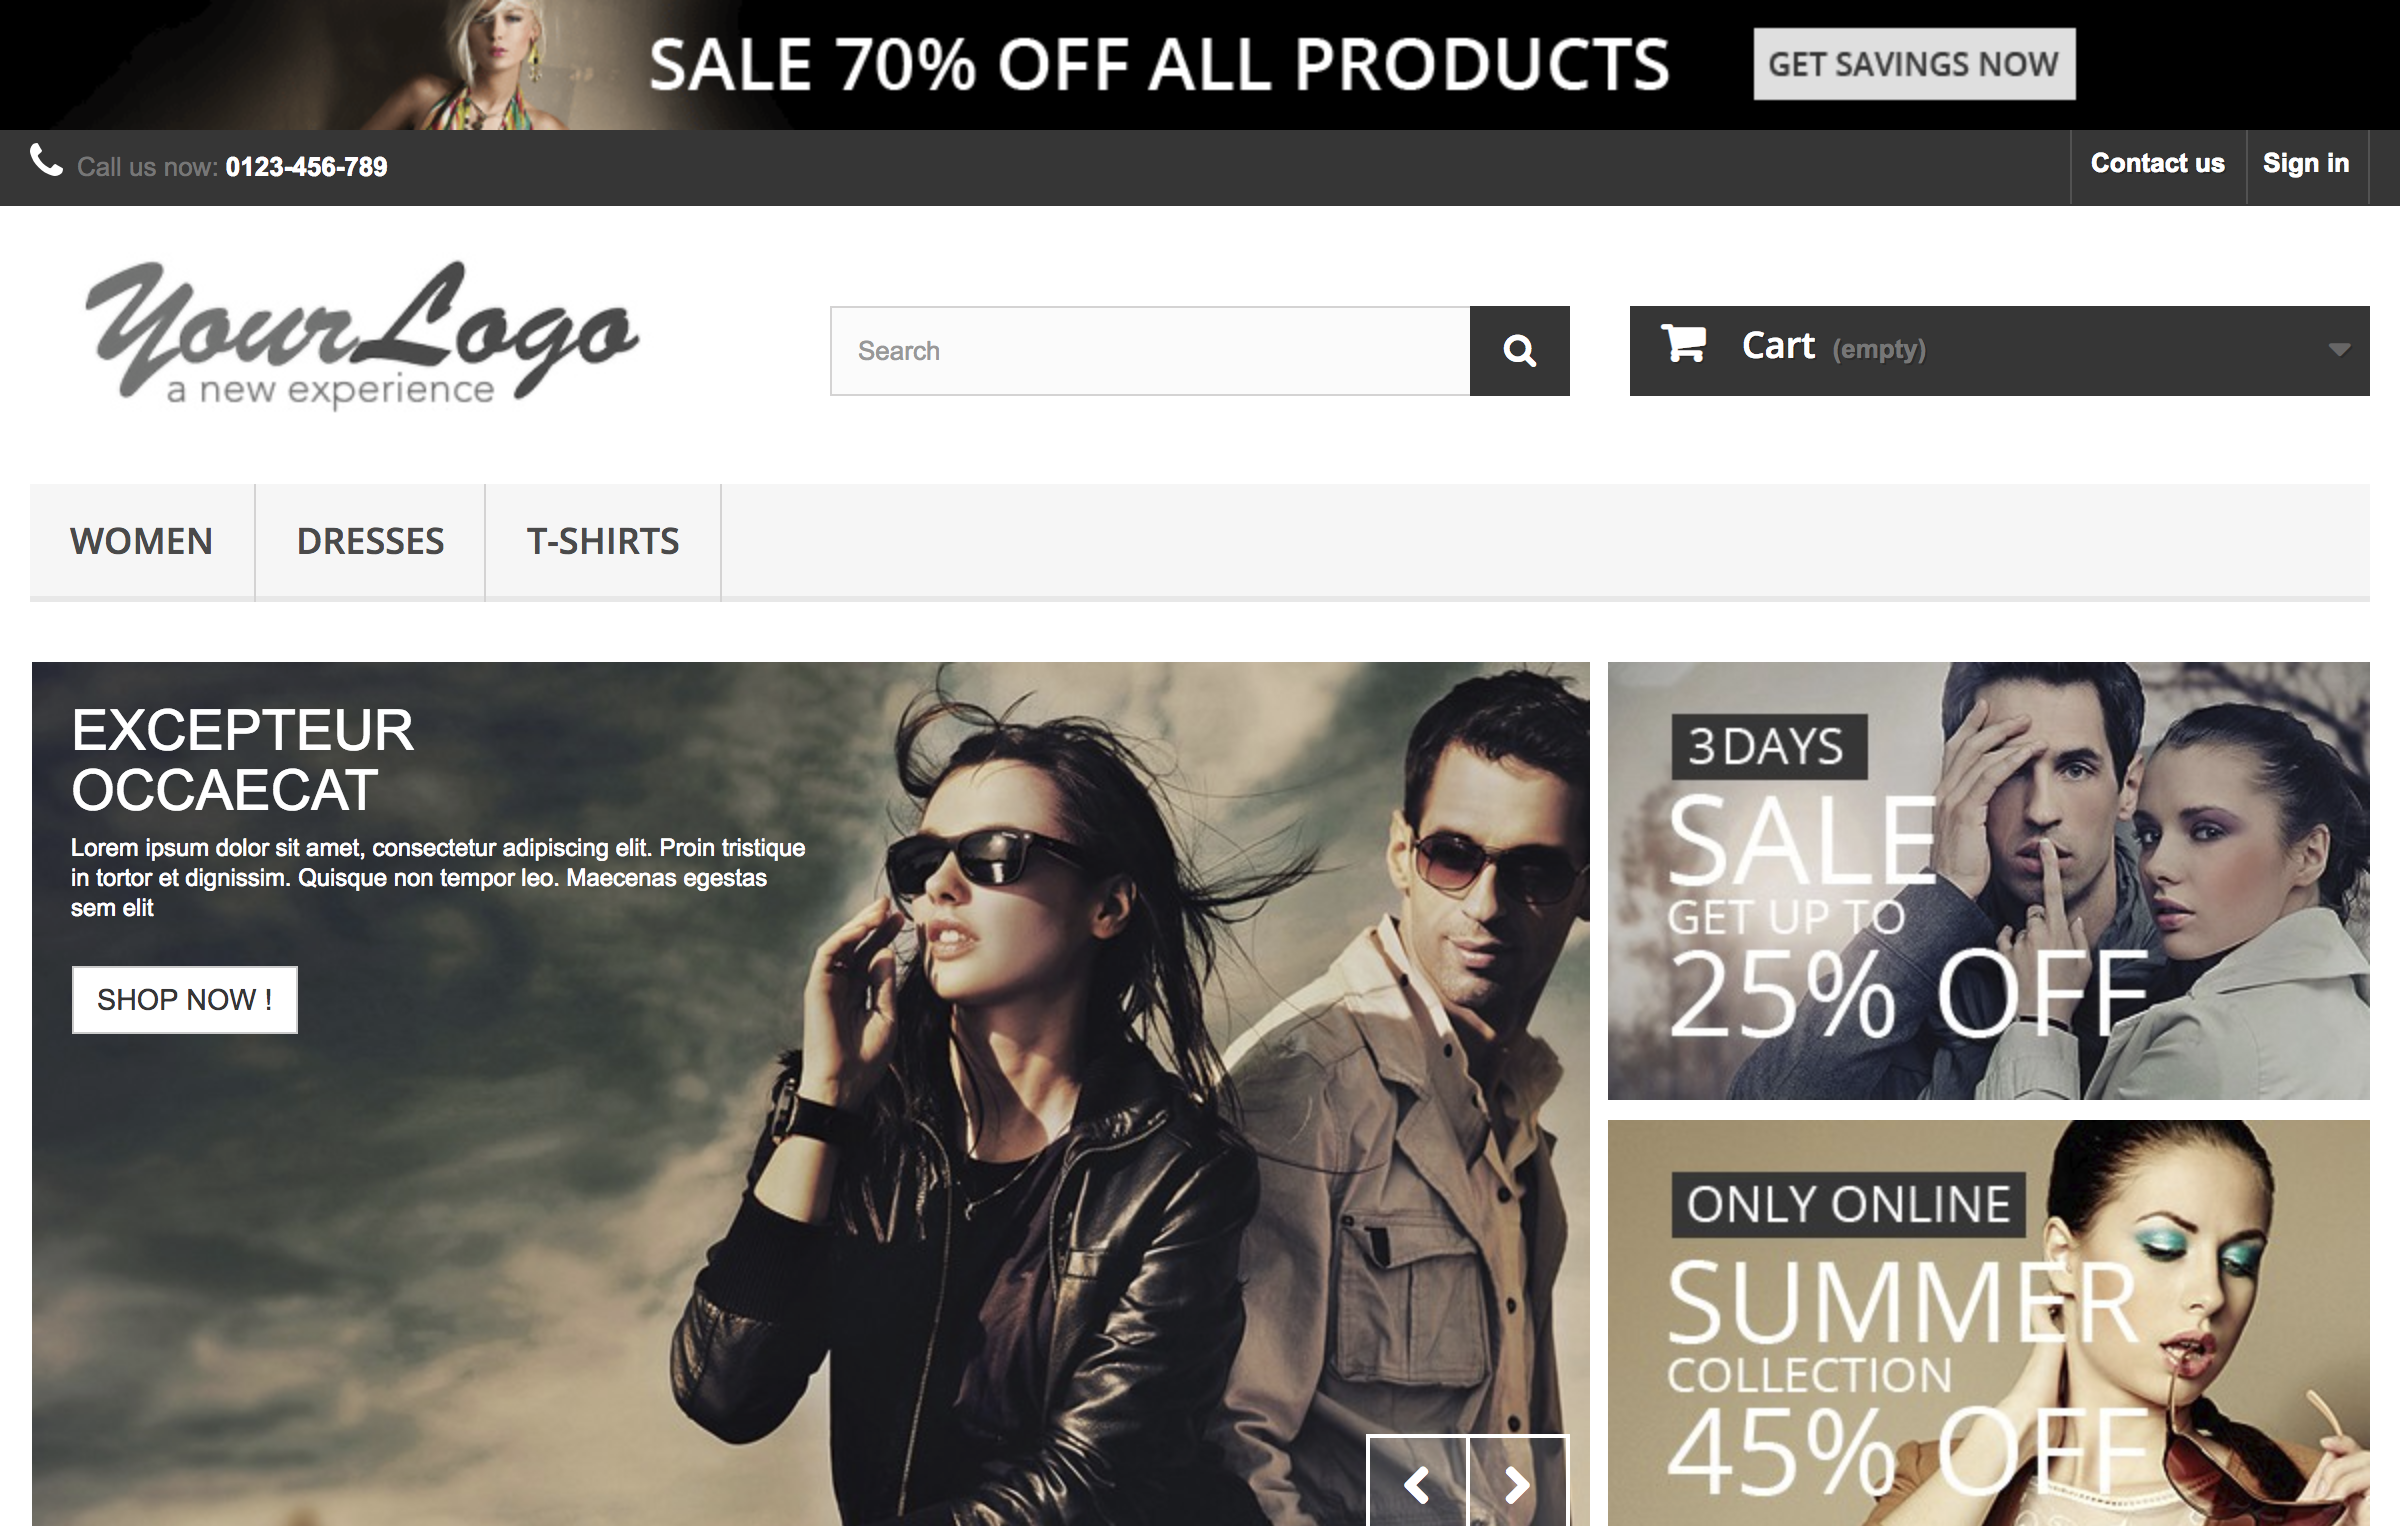 SALE 70% OFF ALL PRODUCTS
GET SAVINGS NOW
Call us now: 0123-456-789
Contact us
Sign in
YourLogo
a new experience
Search
Cart (empty)
WOMEN
DRESSES
T-SHIRTS
EXCEPTEUR
OCCAECAT
Lorem ipsum dolor sit amet, consectetur adipiscing elit. Proin tristique
in tortor et dignissim. Quisque non tempor leo. Maecenas egestas
sem elit
SHOP NOW !
3 DAYS
SALE
GET UP TO
25% OFF
ONLY ONLINE
SUMMER
COLLECTION
45% OFF